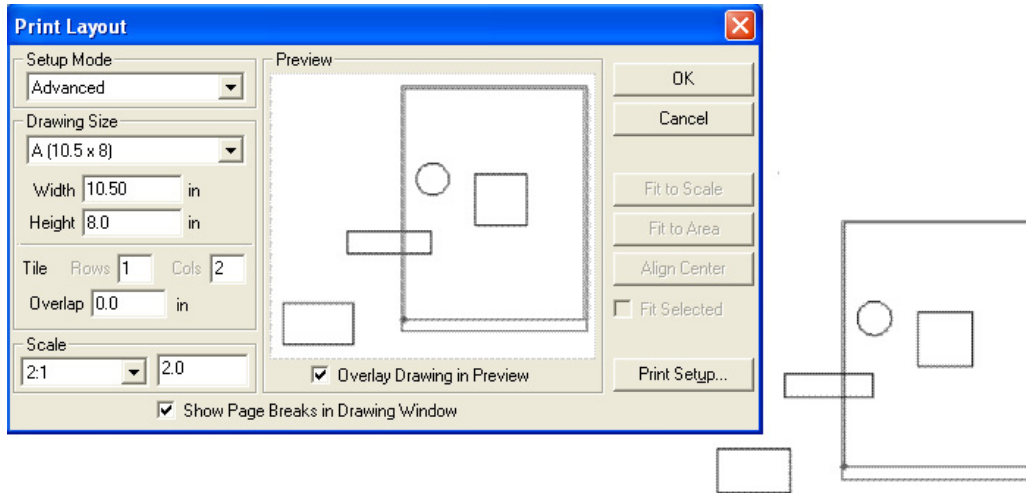 Print Layout
Setup Mode
Advanced
Drawing Size
A (10.5 x 8)
Width 10.50 in
Height 8.0 in
Tile Rows 1 Cols 2
Overlap 0.0 in
Scale
2:1 2.0
Preview
Overlay Drawing in Preview
Show Page Breaks in Drawing Window
OK
Cancel
Fit to Scale
Fit to Area
Align Center
Fit Selected
Print Setup...